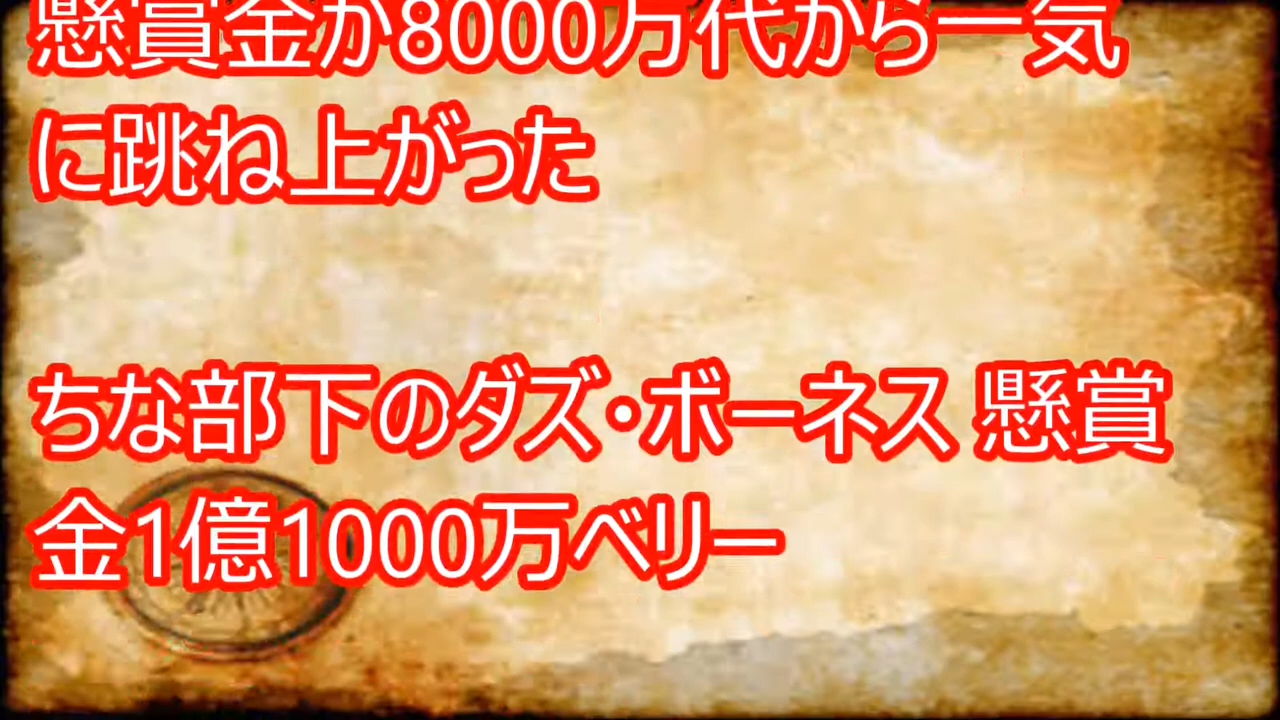 懸賞金が8000万代から一気
に跳ね上がった
ちな部下のダズ・ボーネス 懸賞
金1億1000万ベリー